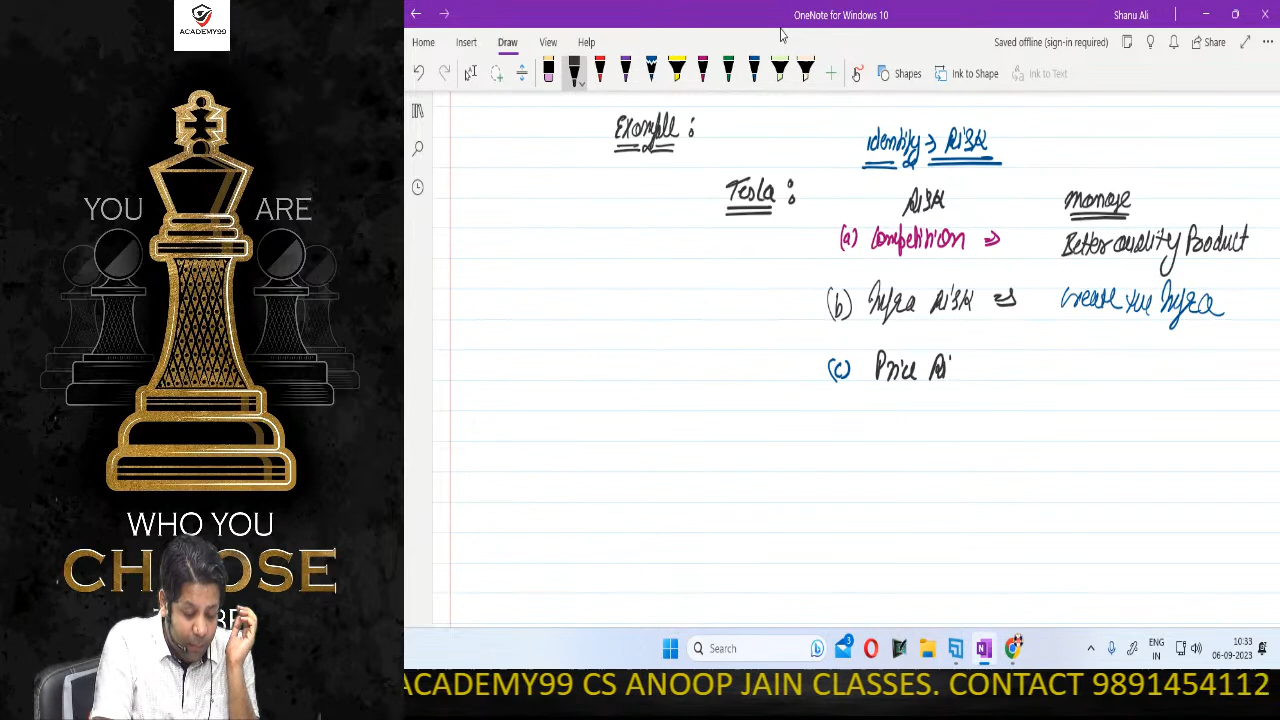 ACADEMY99
YOU ARE
WHO YOU
CHOOSE
OneNote for Windows 10
Shanu Ali
Home Insert Draw View Help
Saved offline (sign-in required)
Share
Shapes
Ink to Shape
Ink to Text
Example :
identify → Risk
Tesla :
Risk
manage
(a) Competition ⇒ Better quality Product
(b) Infra Risk ⇒ create the Infra
(c) Price Ri
Search
3
ENG
IN
10:33
06-09-2023
ACADEMY99 CS ANOOP JAIN CLASSES. CONTACT 9891454112